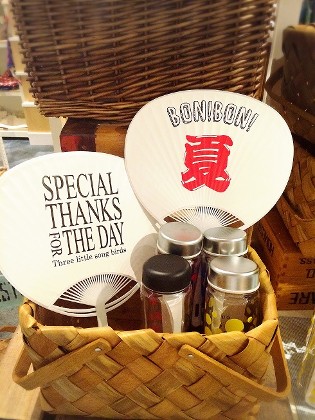 SPECIAL
THANKS
FOR THE DAY
Three little song birds
BON!BON!
夏